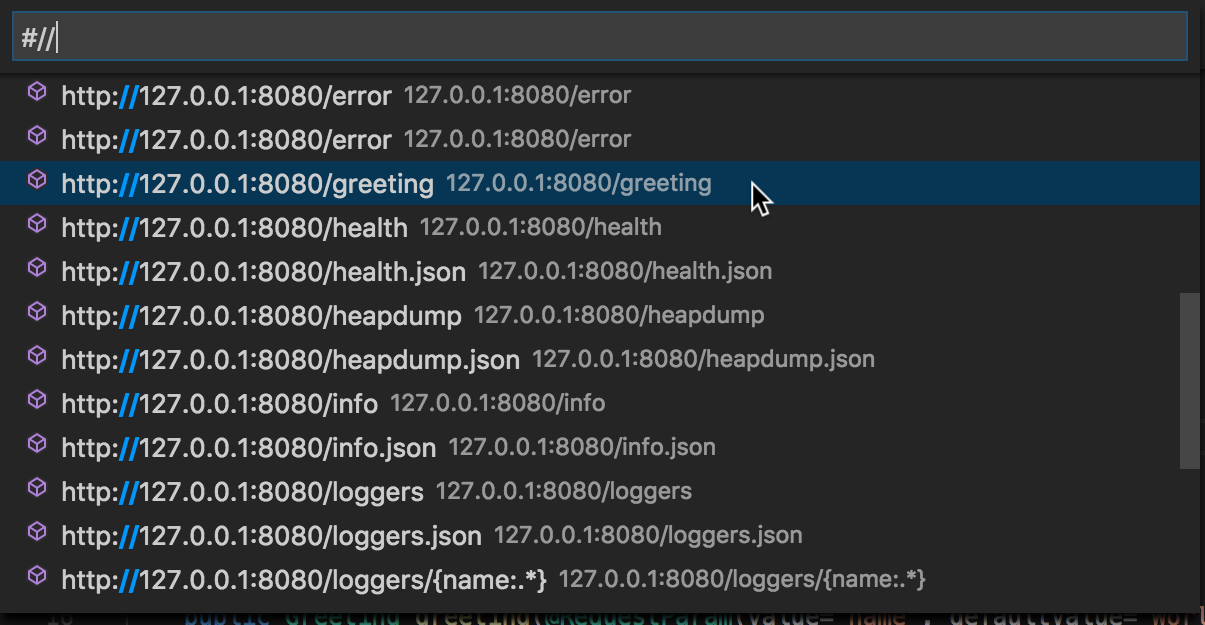 #//
http://127.0.0.1:8080/error 127.0.0.1:8080/error
http://127.0.0.1:8080/error 127.0.0.1:8080/error
http://127.0.0.1:8080/greeting 127.0.0.1:8080/greeting
http://127.0.0.1:8080/health 127.0.0.1:8080/health
http://127.0.0.1:8080/health.json 127.0.0.1:8080/health.json
http://127.0.0.1:8080/heapdump 127.0.0.1:8080/heapdump
http://127.0.0.1:8080/heapdump.json 127.0.0.1:8080/heapdump.json
http://127.0.0.1:8080/info 127.0.0.1:8080/info
http://127.0.0.1:8080/info.json 127.0.0.1:8080/info.json
http://127.0.0.1:8080/loggers 127.0.0.1:8080/loggers
http://127.0.0.1:8080/loggers.json 127.0.0.1:8080/loggers.json
http://127.0.0.1:8080/loggers/{name:.*} 127.0.0.1:8080/loggers/{name:.*}
public Greeting greeting(@RequestParam(value="name", defaultValue="Worl